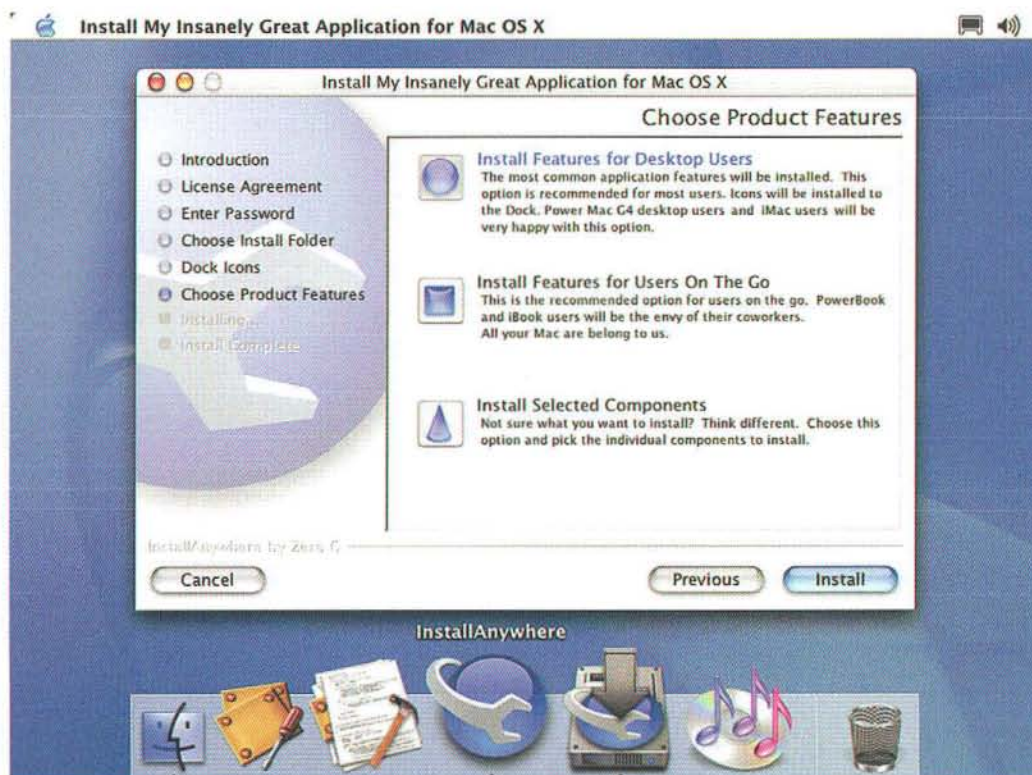 Install My Insanely Great Application for Mac OS X
Install My Insanely Great Application for Mac OS X
Choose Product Features
Introduction
License Agreement
Enter Password
Choose Install Folder
Dock Icons
Choose Product Features
Installing...
Install Complete
Install Features for Desktop Users
The most common application features will be installed. This
option is recommended for most users. Icons will be installed to
the Dock. Power Mac G4 desktop users and iMac users will be
very happy with this option.
Install Features for Users On The Go
This is the recommended option for users on the go. PowerBook
and iBook users will be the envy of their coworkers.
All your Mac are belong to us.
Install Selected Components
Not sure what you want to install? Think different. Choose this
option and pick the individual components to install.
InstallAnywhere by Zero G
Cancel
Previous
Install
InstallAnywhere